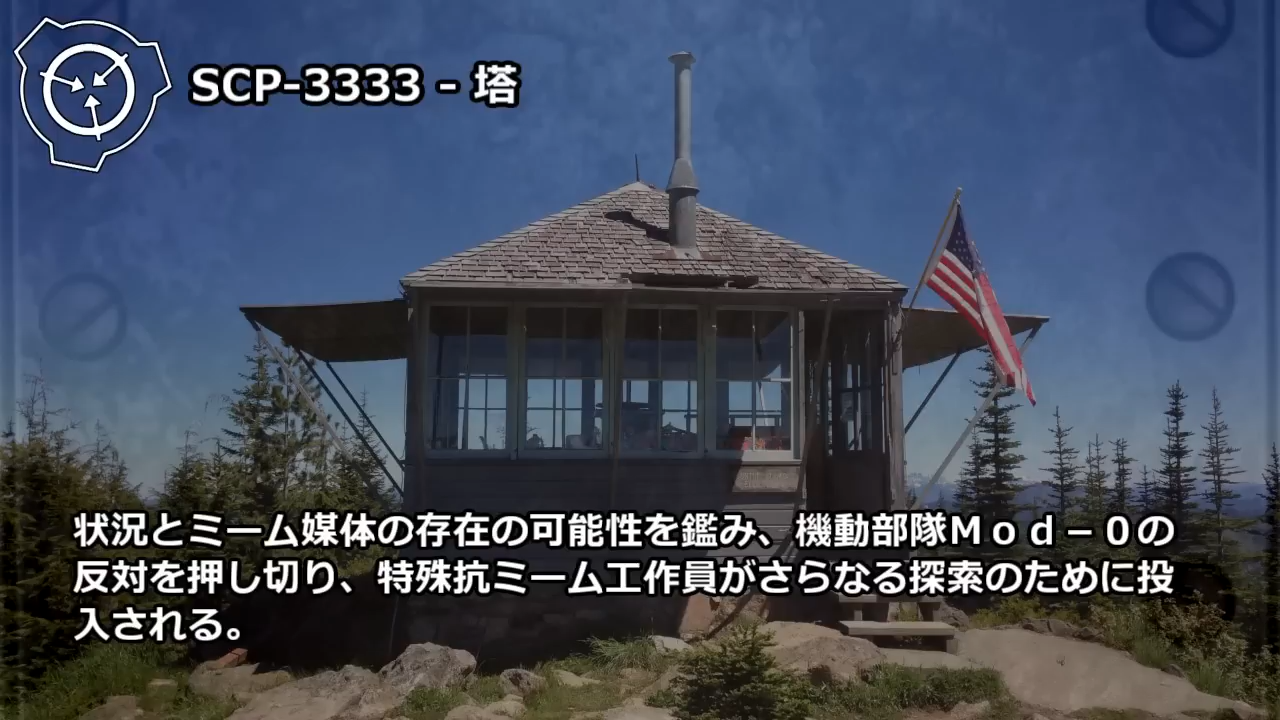 SCP-3333 - 塔
状況とミーム媒体の存在の可能性を鑑み、機動部隊Ｍｏｄ－０の
反対を押し切り、特殊抗ミーム工作員がさらなる探索のために投
入される。